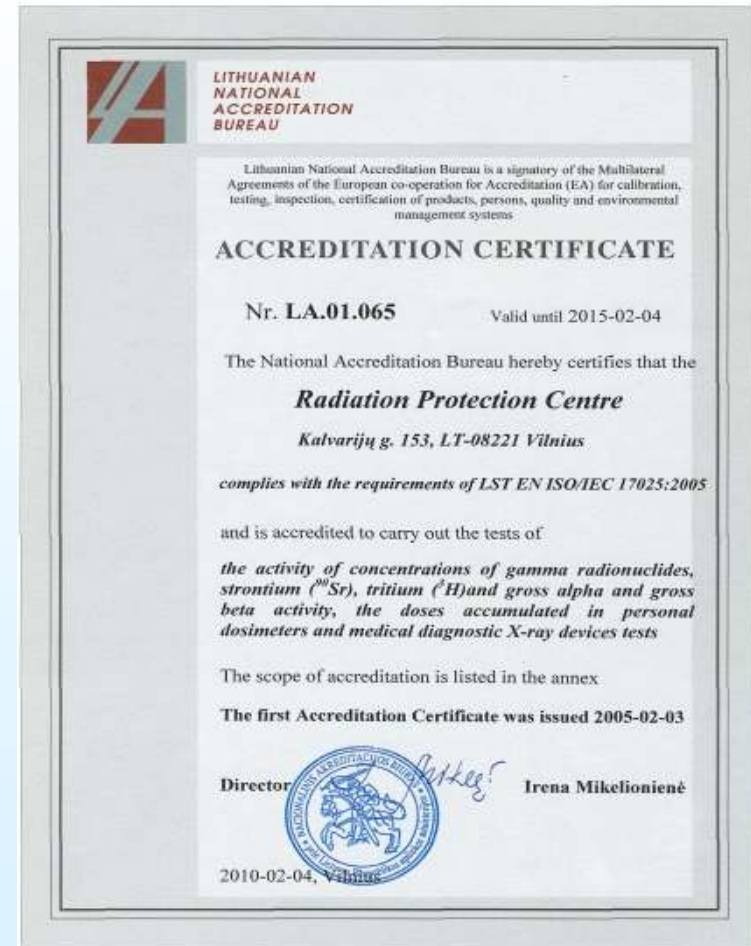 LITHUANIAN
NATIONAL
ACCREDITATION
BUREAU
Lithuanian National Accreditation Bureau is a signatory of the Multilateral
Agreements of the European co-operation for Accreditation (EA) for calibration,
testing, inspection, certification of products, persons, quality and environmental
management systems
ACCREDITATION CERTIFICATE
Nr. LA.01.065 Valid until 2015-02-04
The National Accreditation Bureau hereby certifies that the
Radiation Protection Centre
Kalvarijų g. 153, LT-08221 Vilnius
complies with the requirements of LST EN ISO/IEC 17025:2005
and is accredited to carry out the tests of
the activity of concentrations of gamma radionuclides,
strontium (⁹⁰Sr), tritium (³H)and gross alpha and gross
beta activity, the doses accumulated in personal
dosimeters and medical diagnostic X-ray devices tests
The scope of accreditation is listed in the annex
The first Accreditation Certificate was issued 2005-02-03
Director Irena Mikelionienė
NACIONALINIS AKREDITACIJOS BIURAS
2010-02-04, Vilnius